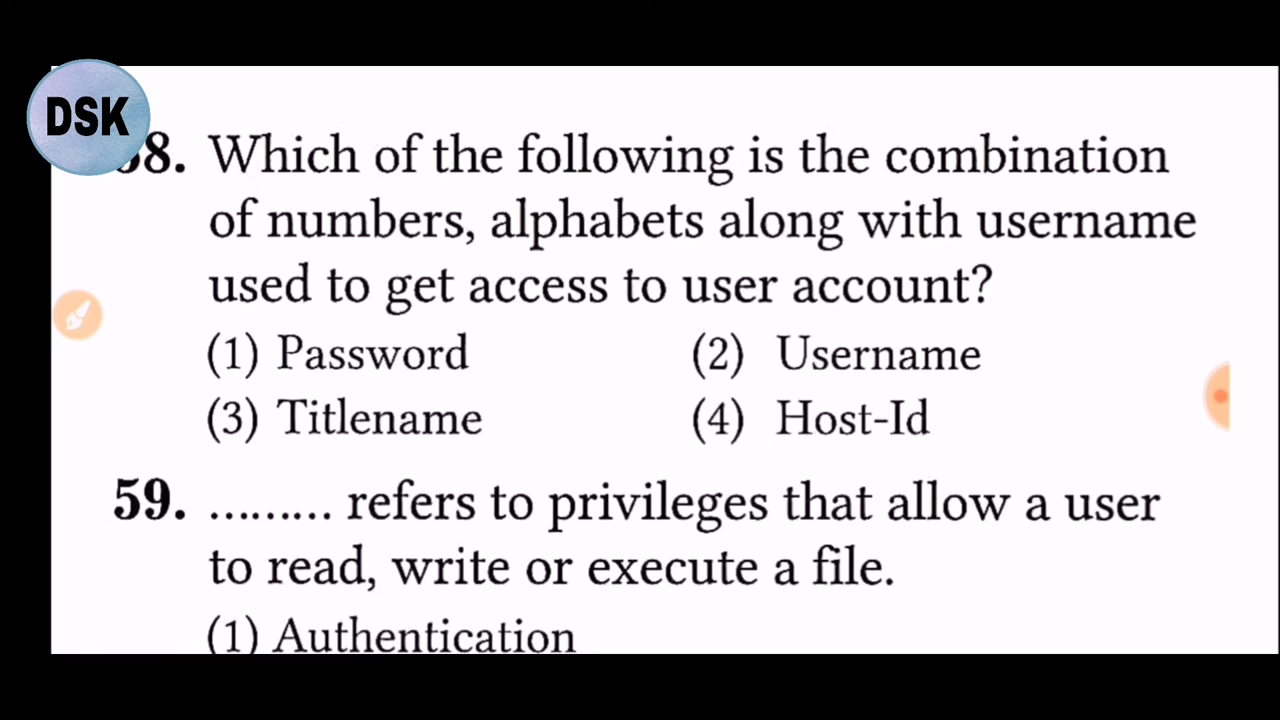 DSK
8. Which of the following is the combination
of numbers, alphabets along with username
used to get access to user account?
(1) Password (2) Username
(3) Titlename (4) Host-Id
59. ......... refers to privileges that allow a user
to read, write or execute a file.
(1) Authentication